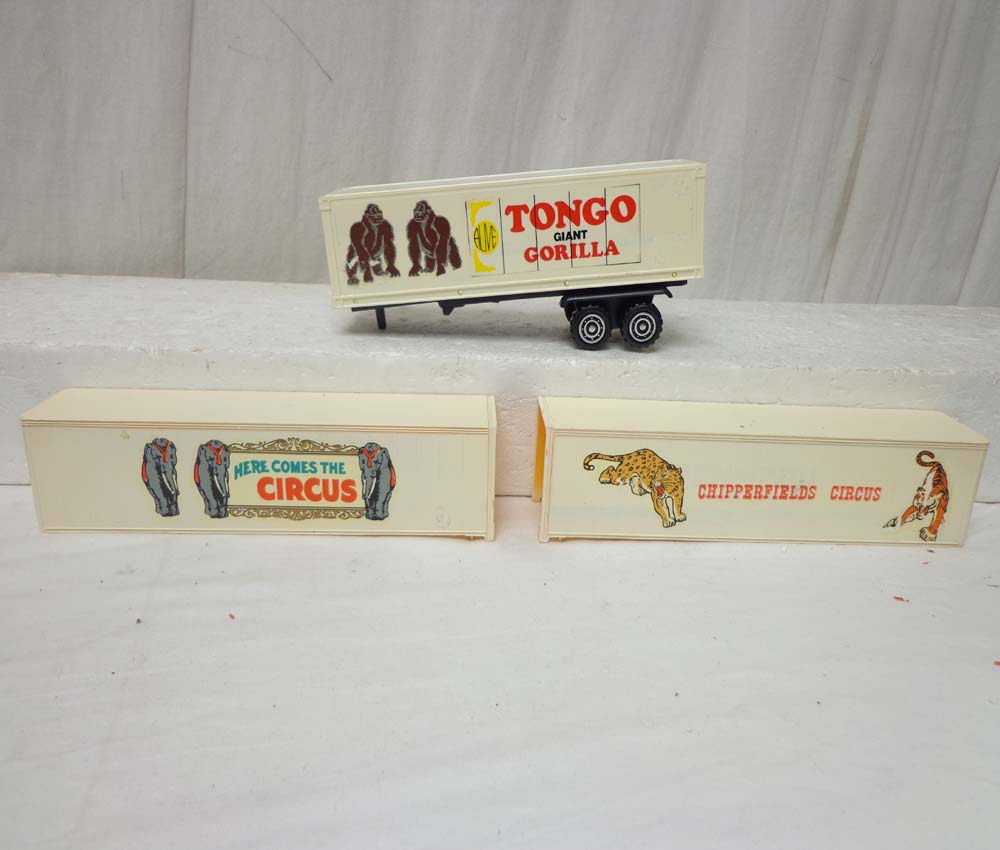 ALIVE
TONGO
GIANT
GORILLA
HERE COMES THE
CIRCUS
CHIPPERFIELDS CIRCUS